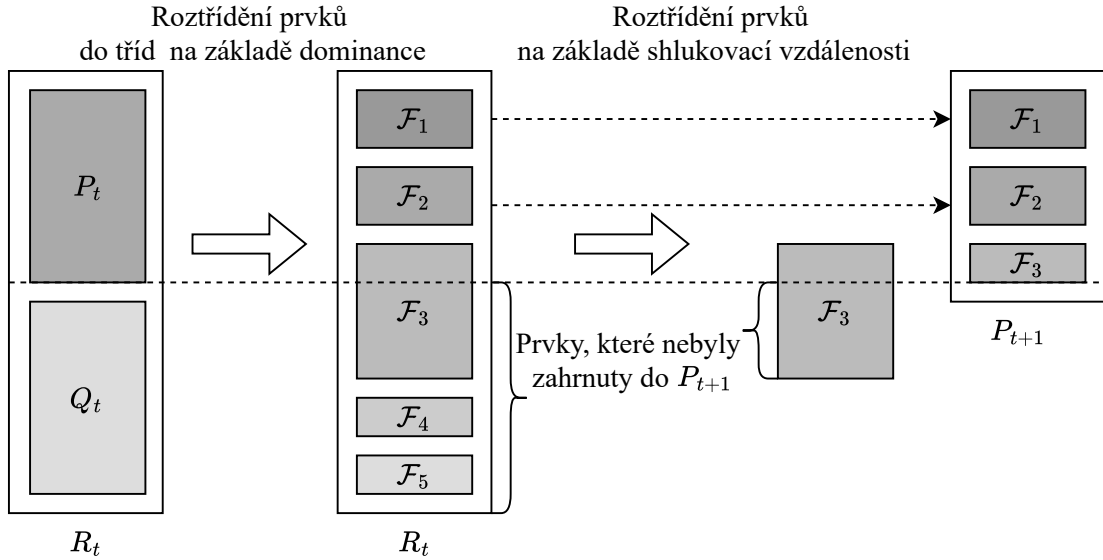 Roztřídění prvků
do tříd na základě dominance
Roztřídění prvků
na základě shlukovací vzdálenosti
P_t
Q_t
R_t
F_1
F_2
F_3
F_4
F_5
R_t
Prvky, které nebyly
zahrnuty do P_{t+1}
F_3
F_1
F_2
F_3
P_{t+1}